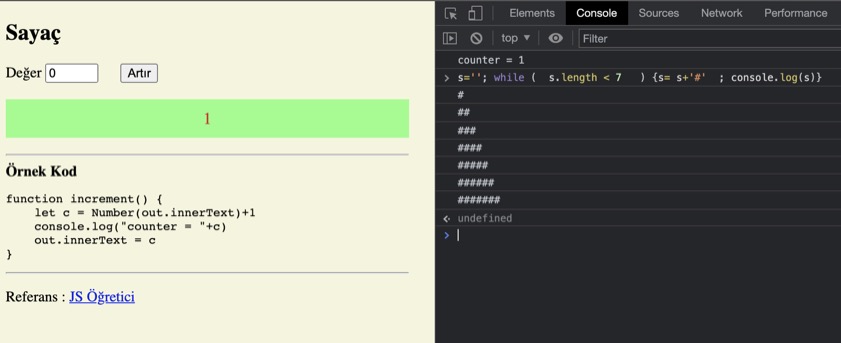 Sayaç
Değer 0 Artır
1
Örnek Kod
function increment() {
    let c = Number(out.innerText)+1
    console.log("counter = "+c)
    out.innerText = c
}
Referans : JS Öğretici
Elements Console Sources Network Performance
top ▼ Filter
counter = 1
> s=''; while (  s.length < 7   ) {s= s+'#'  ; console.log(s)}
#
##
###
####
#####
######
#######
undefined
>